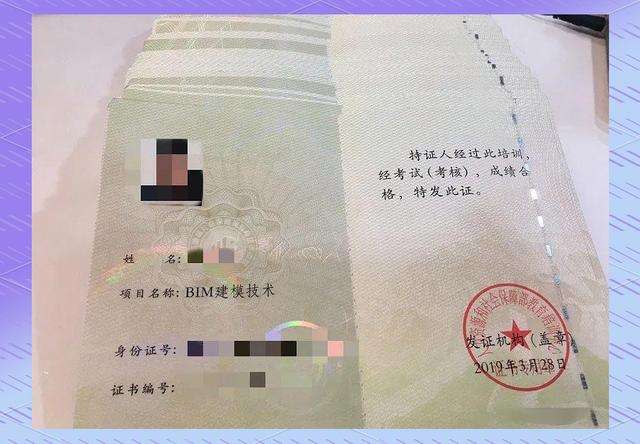 姓 名:
项目名称: BIM建模技术
身份证号:
证书编号:
持证人经过此培训,
经考试(考核),成绩合
格,特发此证。
发证机构(盖章)
2019年3月28日